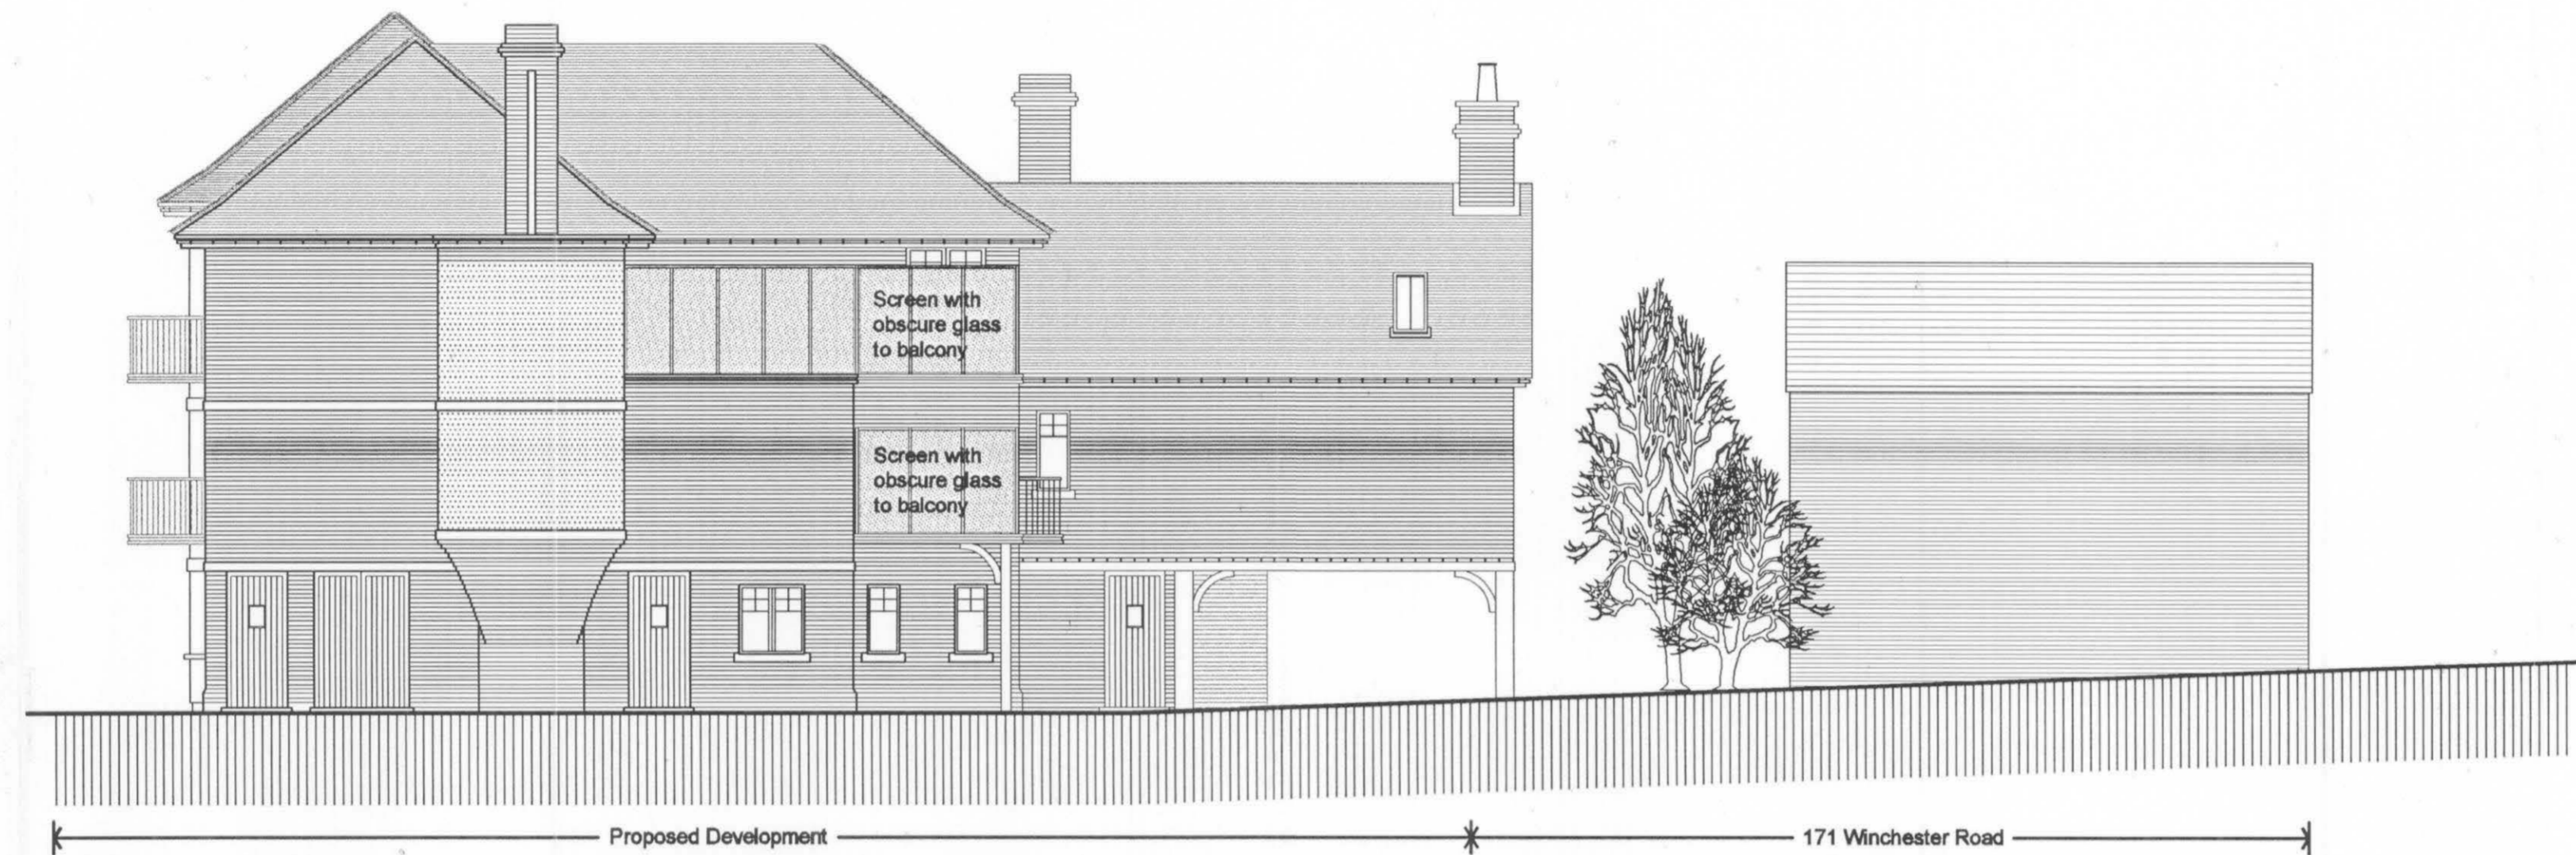 Screen with
obscure glass
to balcony
Screen with
obscure glass
to balcony
Proposed Development
171 Winchester Road